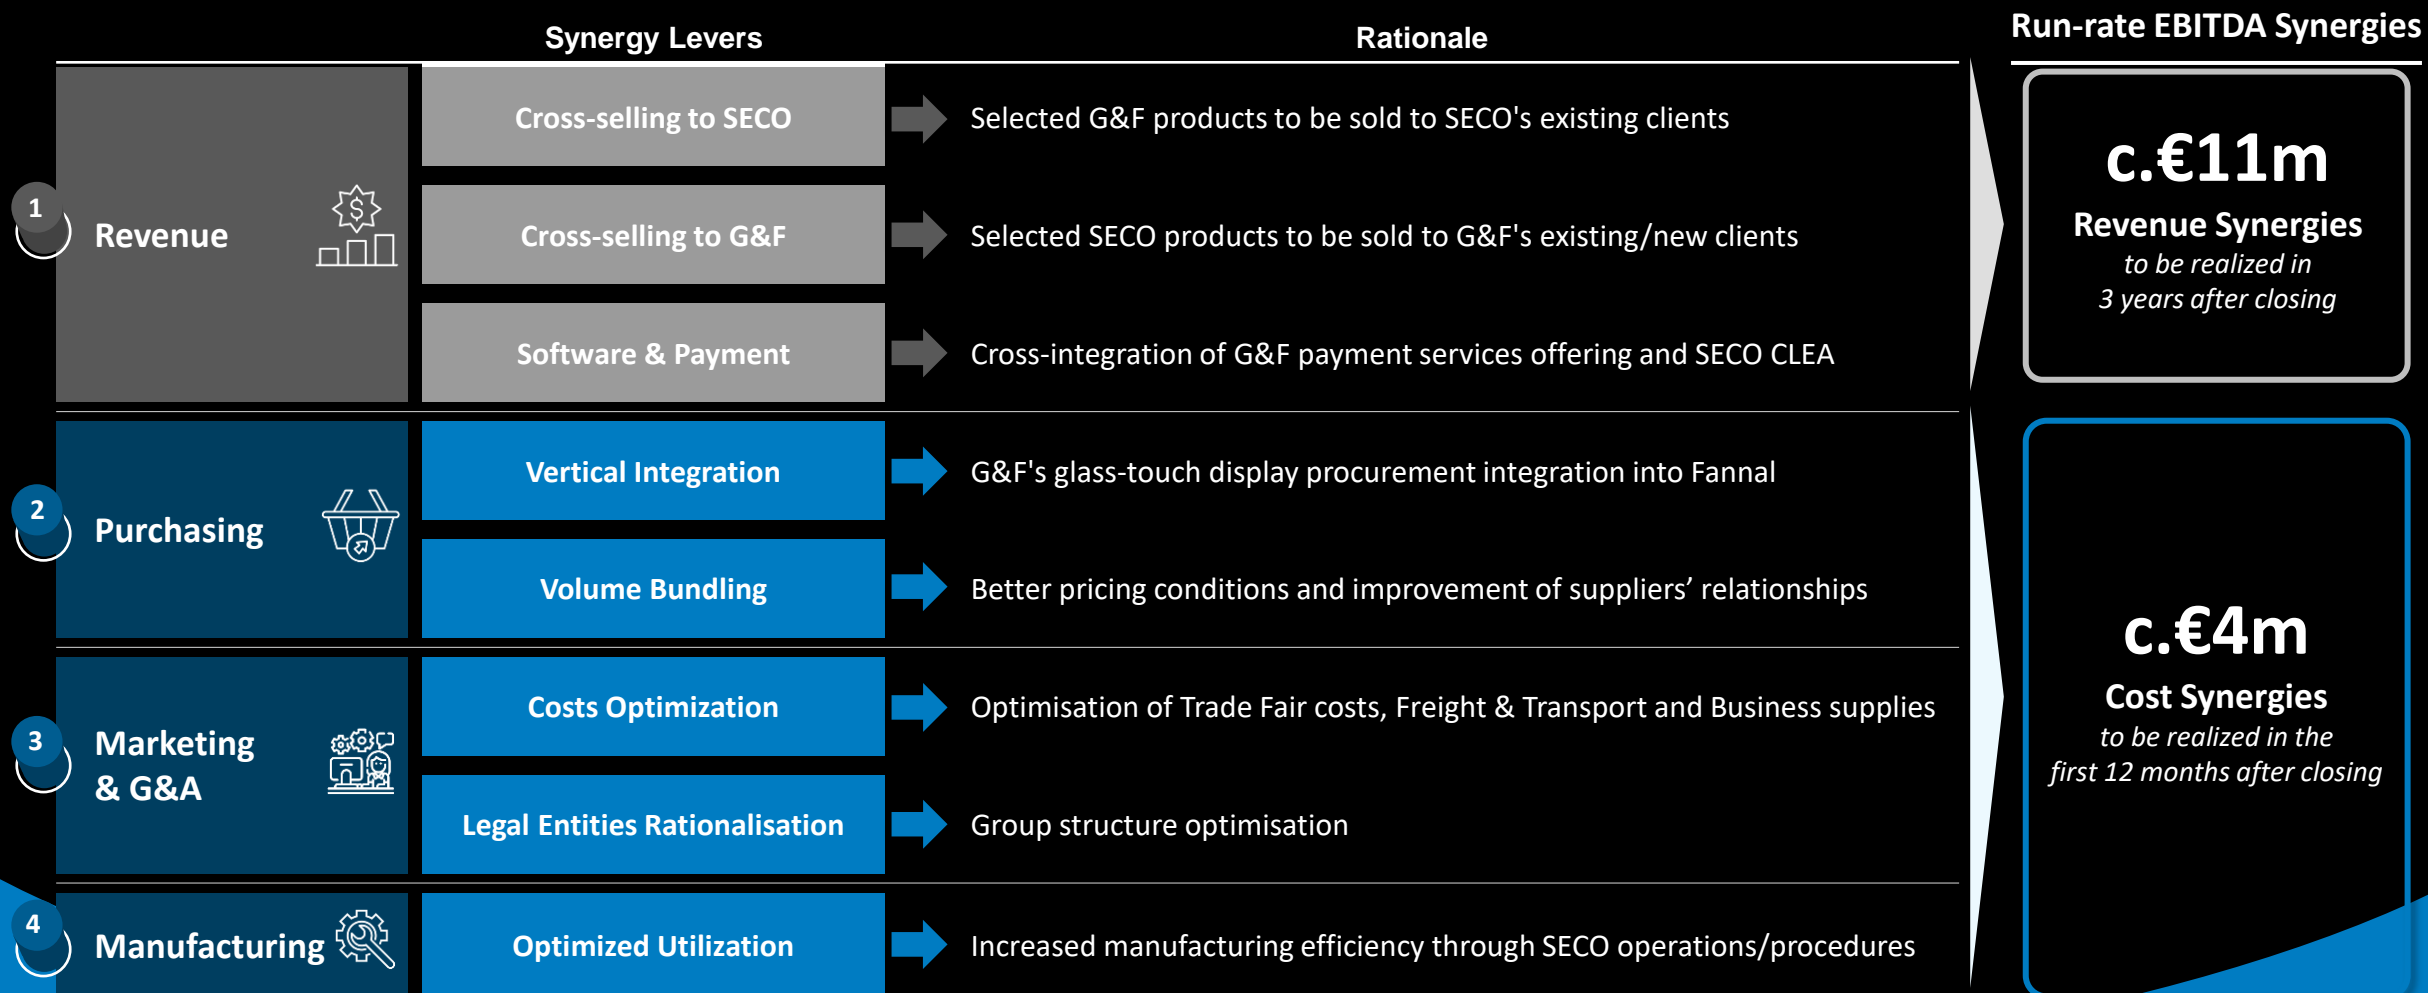 Synergy Levers
Rationale
Run-rate EBITDA Synergies
1
Revenue
$
Cross-selling to SECO
Selected G&F products to be sold to SECO's existing clients
Cross-selling to G&F
Selected SECO products to be sold to G&F's existing/new clients
Software & Payment
Cross-integration of G&F payment services offering and SECO CLEA
c.€11m
Revenue Synergies
to be realized in
3 years after closing
2
Purchasing
Vertical Integration
G&F's glass-touch display procurement integration into Fannal
Volume Bundling
Better pricing conditions and improvement of suppliers’ relationships
3
Marketing
& G&A
Costs Optimization
Optimisation of Trade Fair costs, Freight & Transport and Business supplies
Legal Entities Rationalisation
Group structure optimisation
4
Manufacturing
Optimized Utilization
Increased manufacturing efficiency through SECO operations/procedures
c.€4m
Cost Synergies
to be realized in the
first 12 months after closing